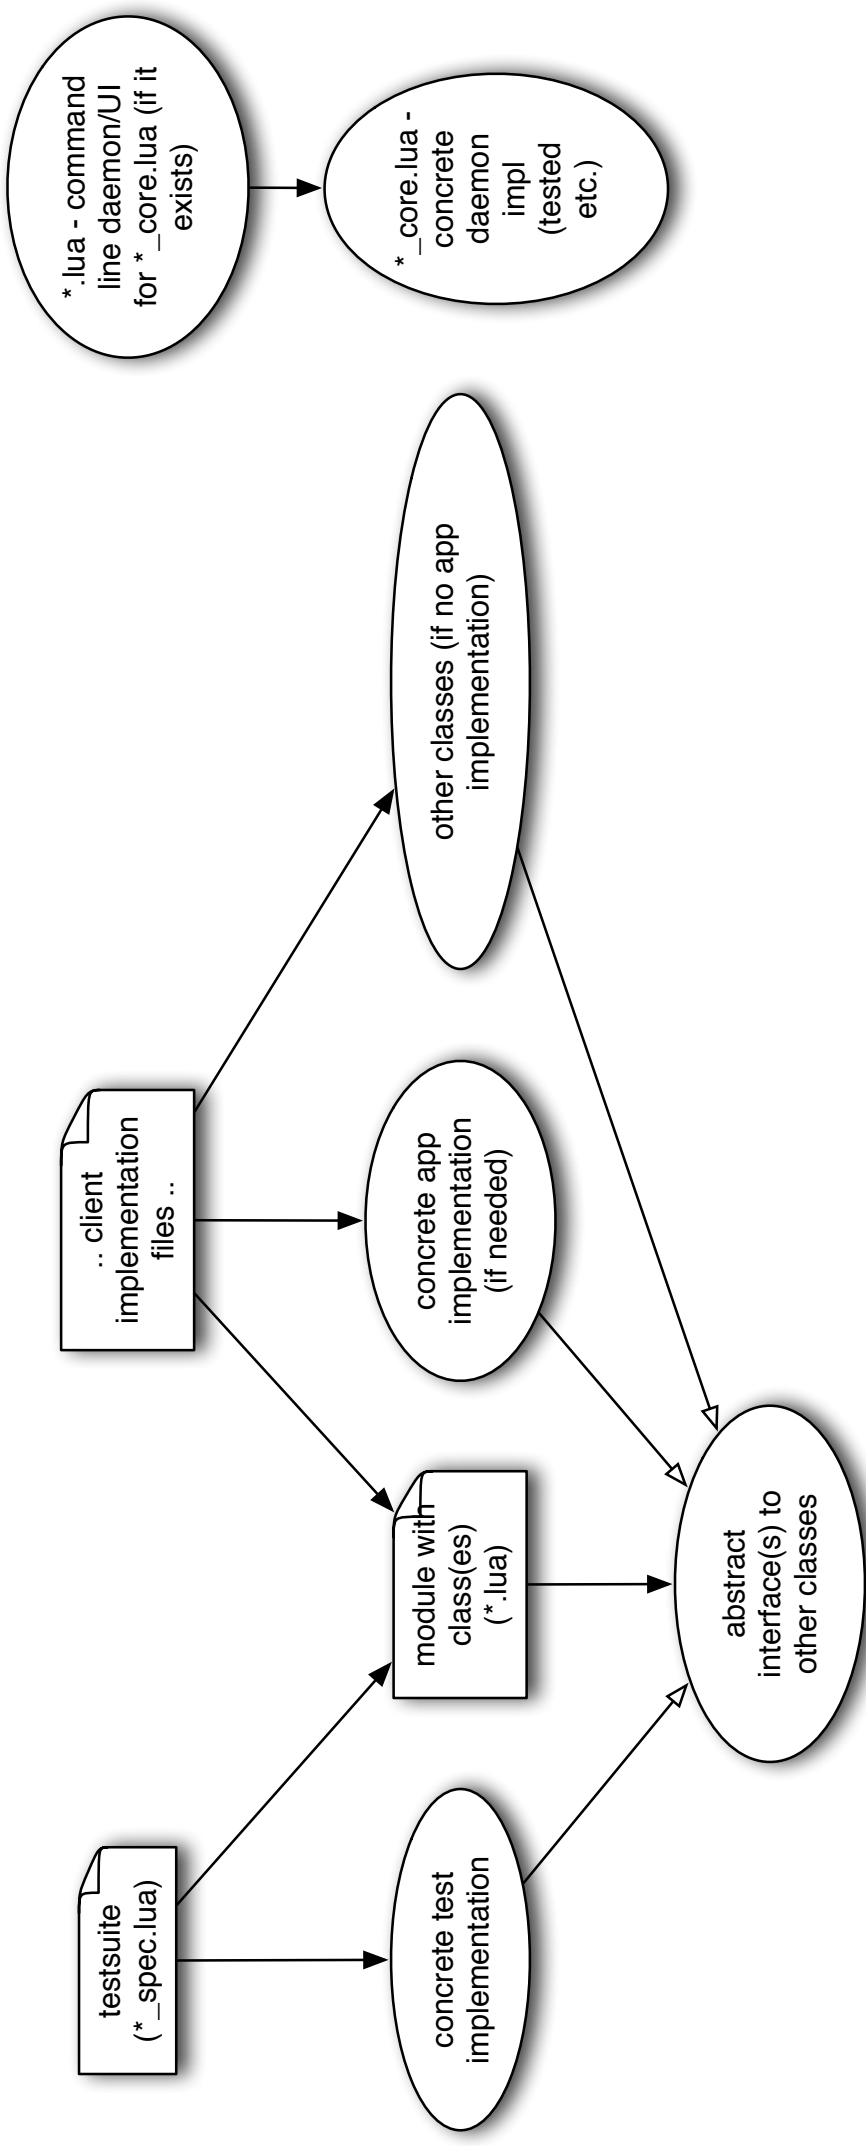 testsuite
(*_spec.lua)
.. client
implementation
files ..
*.lua - command
line daemon/UI
for *_core.lua (if it
exists)
concrete test
implementation
module with
class(es)
(*.lua)
concrete app
implementation
(if needed)
other classes (if no app
implementation)
*_core.lua -
concrete
daemon
impl
(tested
etc.)
abstract
interface(s) to
other classes